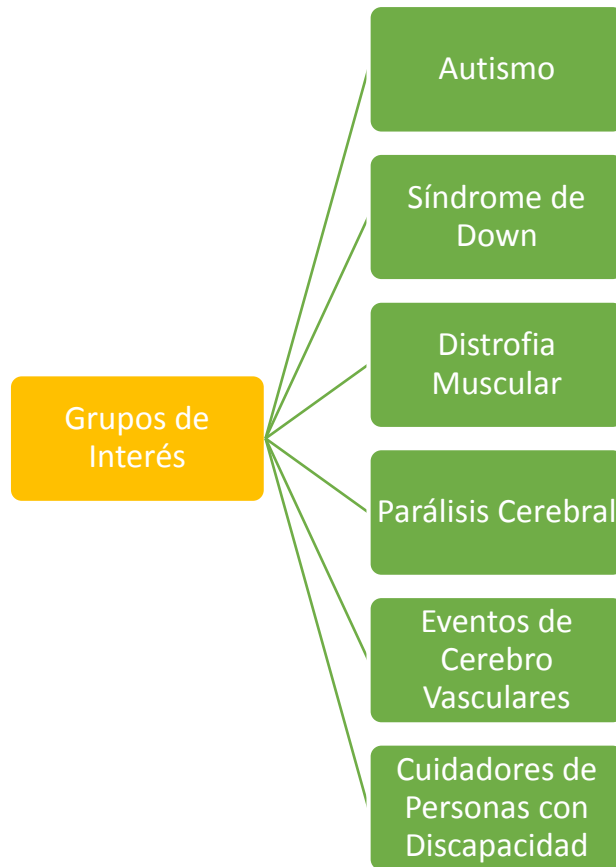 Autismo
Síndrome de
Down
Distrofia
Muscular
Grupos de
Interés
Parálisis Cerebral
Eventos de
Cerebro
Vasculares
Cuidadores de
Personas con
Discapacidad